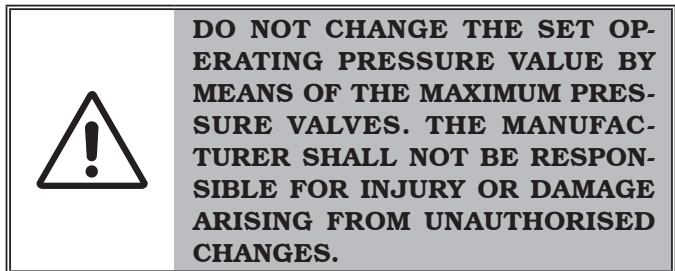 DO NOT CHANGE THE SET OP-
ERATING PRESSURE VALUE BY
MEANS OF THE MAXIMUM PRES-
SURE VALVES. THE MANUFAC-
TURER SHALL NOT BE RESPON-
SIBLE FOR INJURY OR DAMAGE
ARISING FROM UNAUTHORISED
CHANGES.